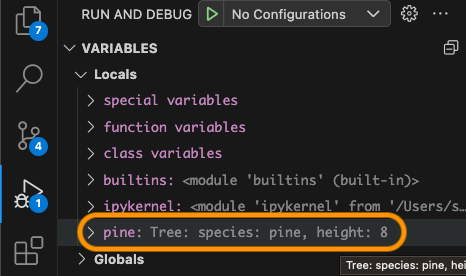 RUN AND DEBUG
No Configurations
7
VARIABLES
Locals
special variables
function variables
4
class variables
builtins: <module 'builtins' (built-in)>
1
ipykernel: <module 'ipykernel' from '/Users/s…
pine: Tree: species: pine, height: 8
Globals
Tree: species: pine, he